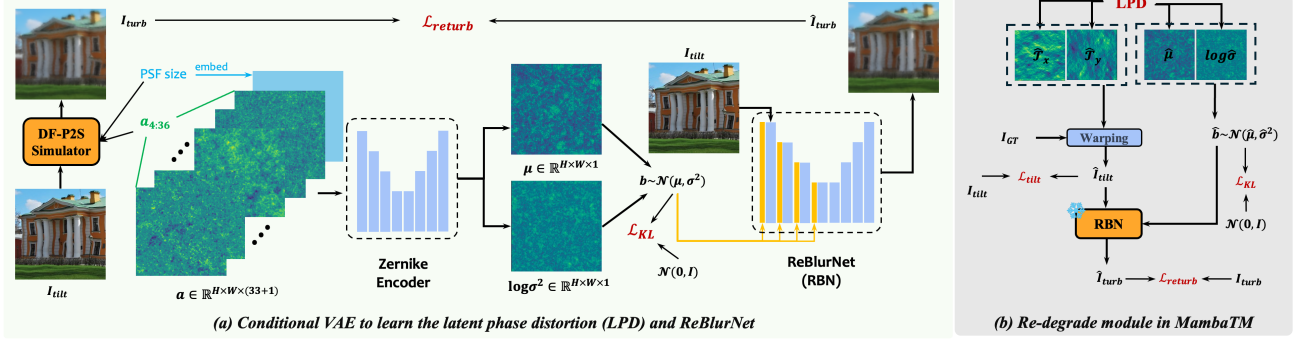 I_turb
ℒ_returb
Î_turb
PSF size
embed
a_4:36
DF-P2S
Simulator
I_tilt
a ∈ ℝ^H×W×(33+1)
Zernike
Encoder
μ ∈ ℝ^H×W×1
logσ² ∈ ℝ^H×W×1
b~𝒩(μ, σ²)
ℒ_KL
𝒩(0, I)
I_tilt
ReBlurNet
(RBN)
(a) Conditional VAE to learn the latent phase distortion (LPD) and ReBlurNet
LPD
𝒯̂_x
𝒯̂_y
μ̂
logσ̂
I_GT
Warping
b̂~𝒩(μ̂, σ̂²)
I_tilt
ℒ_tilt
Î_tilt
ℒ_KL
𝒩(0, I)
RBN
Î_turb
ℒ_returb
I_turb
(b) Re-degrade module in MambaTM